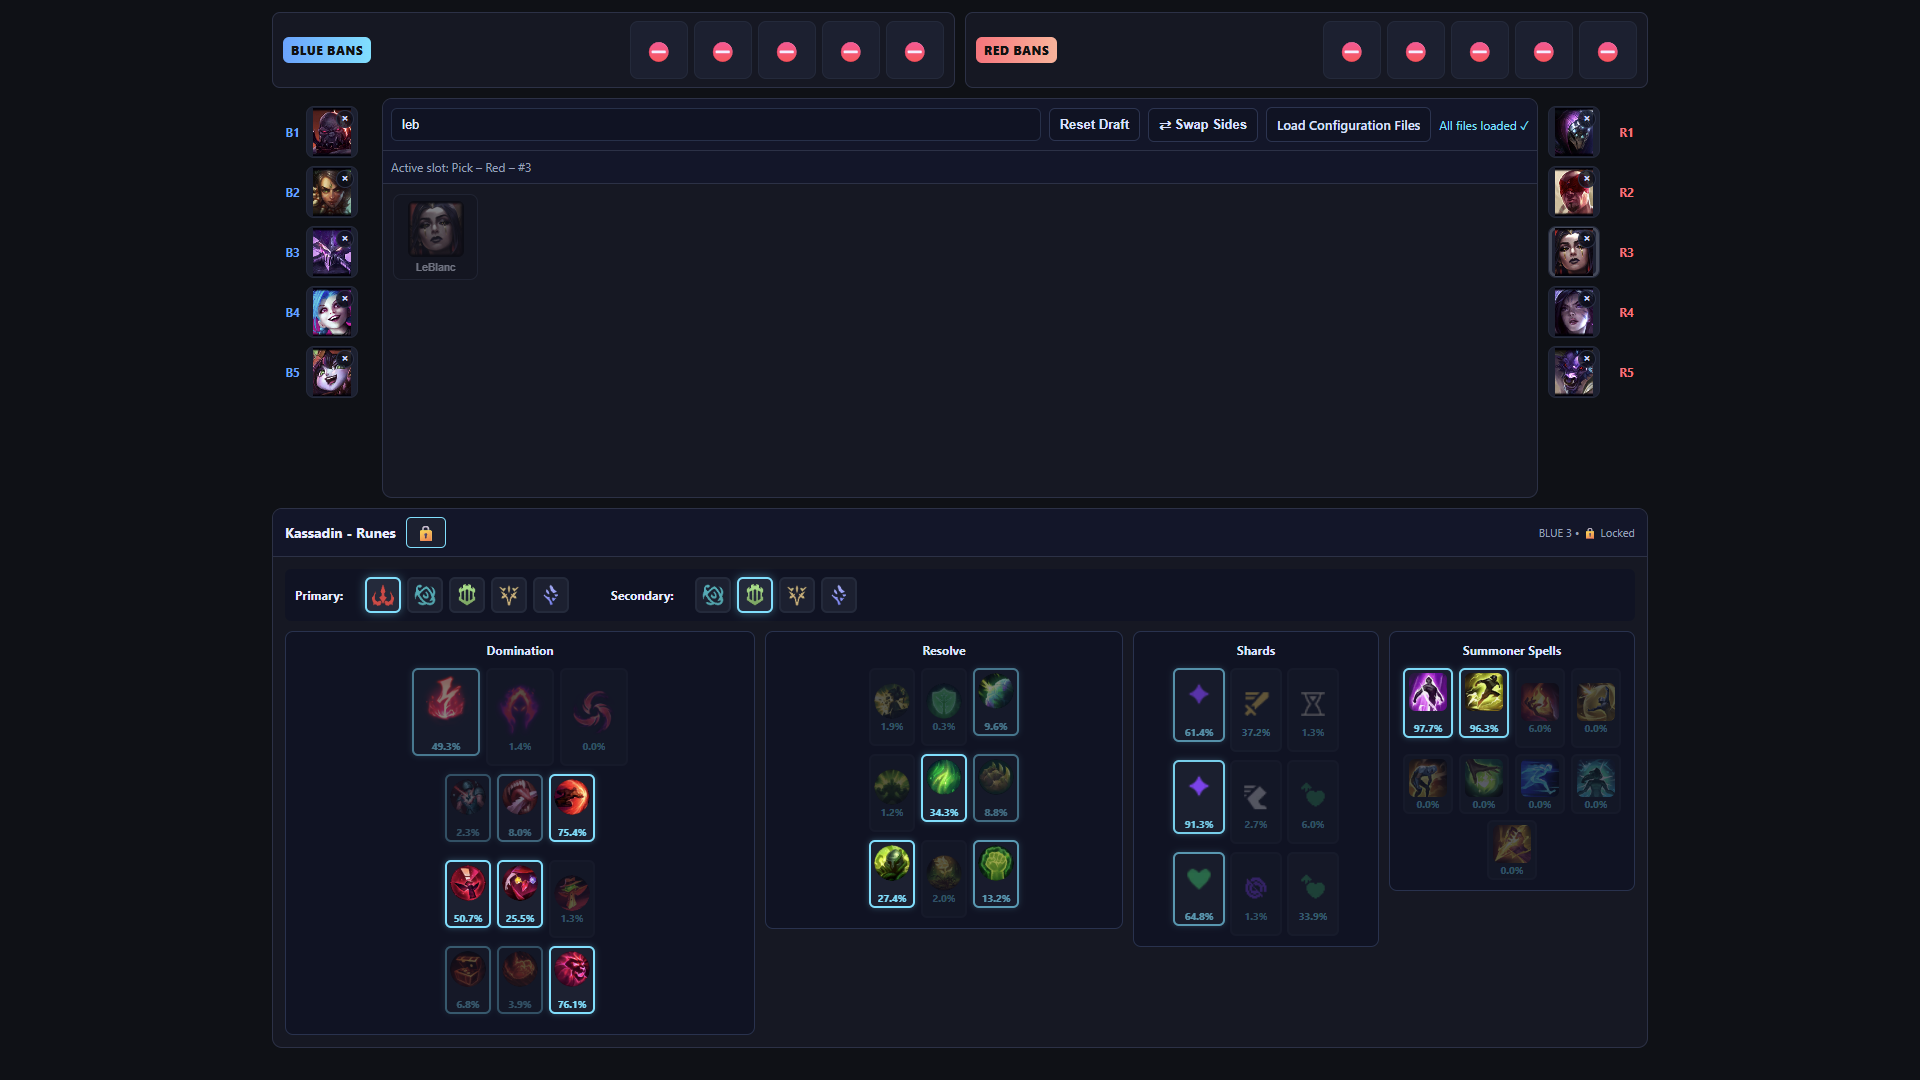 BLUE BANS
RED BANS
B1
B2
B3
B4
B5
leb
Reset Draft
⇄ Swap Sides
Load Configuration Files
All files loaded ✓
Active slot: Pick – Red – #3
LeBlanc
R1
R2
R3
R4
R5
Kassadin - Runes
BLUE 3 • 🔒 Locked
Primary:
Secondary:
Domination
49.3% 1.4% 0.0%
2.3% 8.0% 75.4%
50.7% 25.5% 1.3%
6.8% 3.9% 76.1%
Resolve
1.9% 0.3% 9.6%
1.2% 34.3% 8.8%
27.4% 2.0% 13.2%
Shards
61.4% 37.2% 1.3%
91.3% 2.7% 6.0%
64.8% 1.3% 33.9%
Summoner Spells
97.7% 96.3% 6.0% 0.0%
0.0% 0.0% 0.0% 0.0%
0.0%